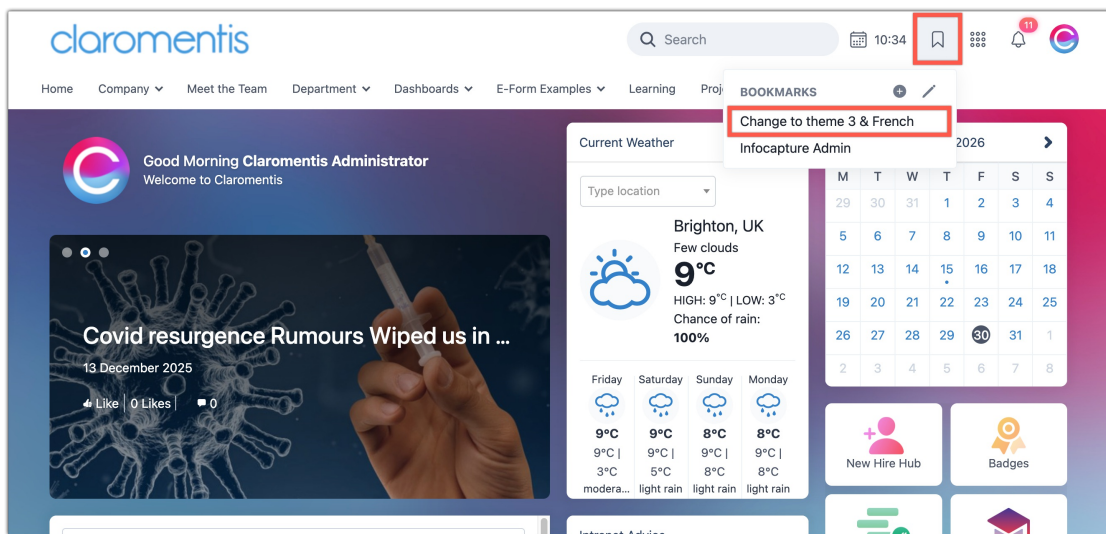 claromentis
Search
10:34
11
Home Company Meet the Team Department Dashboards E-Form Examples Learning
BOOKMARKS
Change to theme 3 & French
Infocapture Admin
Good Morning Claromentis Administrator
Welcome to Claromentis
Covid resurgence Rumours Wiped us in ...
13 December 2025
Like 0 Likes 0
Current Weather
Type location
Brighton, UK
Few clouds
9°C
HIGH: 9°C | LOW: 3°C
Chance of rain:
100%
Friday Saturday Sunday Monday
9°C 9°C 8°C 8°C
9°C | 9°C | 9°C | 9°C |
3°C 5°C 8°C 8°C
modera... light rain light rain light rain
2026
M T W T F S S
29 30 31 1 2 3 4
5 6 7 8 9 10 11
12 13 14 15 16 17 18
19 20 21 22 23 24 25
26 27 28 29 30 31 1
2 3 4 5 6 7 8
New Hire Hub
Badges